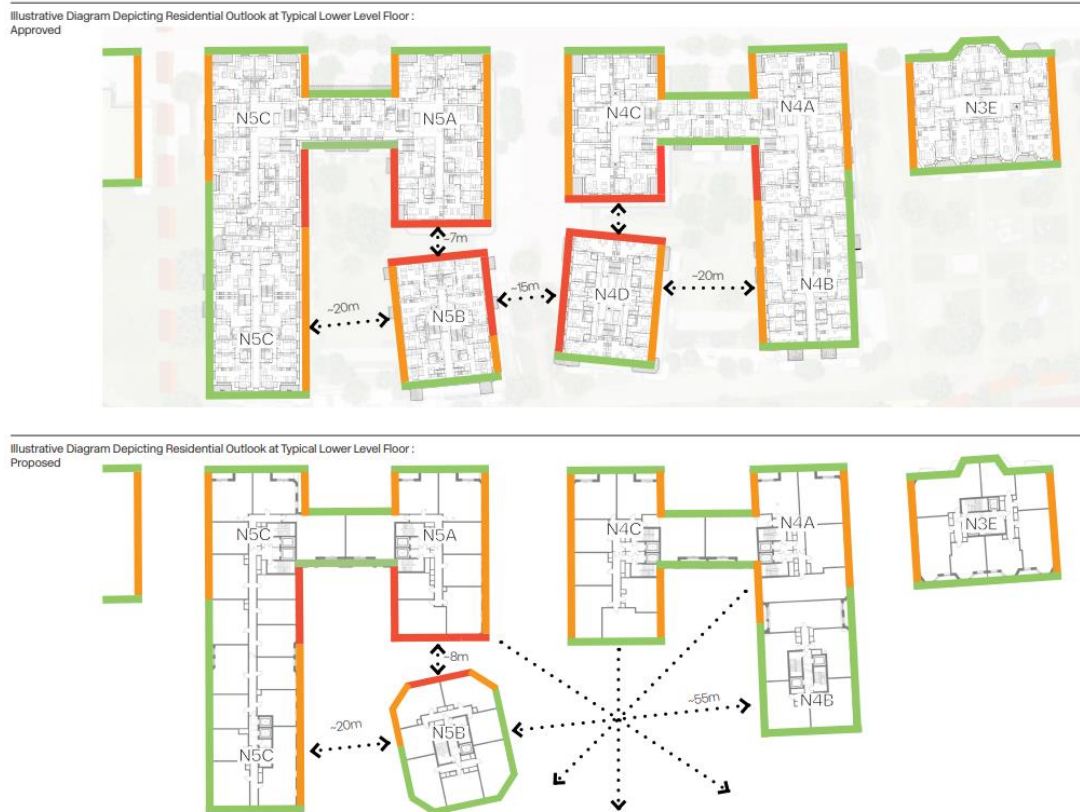 Illustrative Diagram Depicting Residential Outlook at Typical Lower Level Floor :
Approved
N5C
N5A
N4C
N4A
N3E
~7m
~15m
~20m
~20m
N5B
N4D
N4B
N5C
Illustrative Diagram Depicting Residential Outlook at Typical Lower Level Floor :
Proposed
N5C
N5A
N4C
N4A
N3E
~8m
~55m
N4B
~20m
N5B
N5C